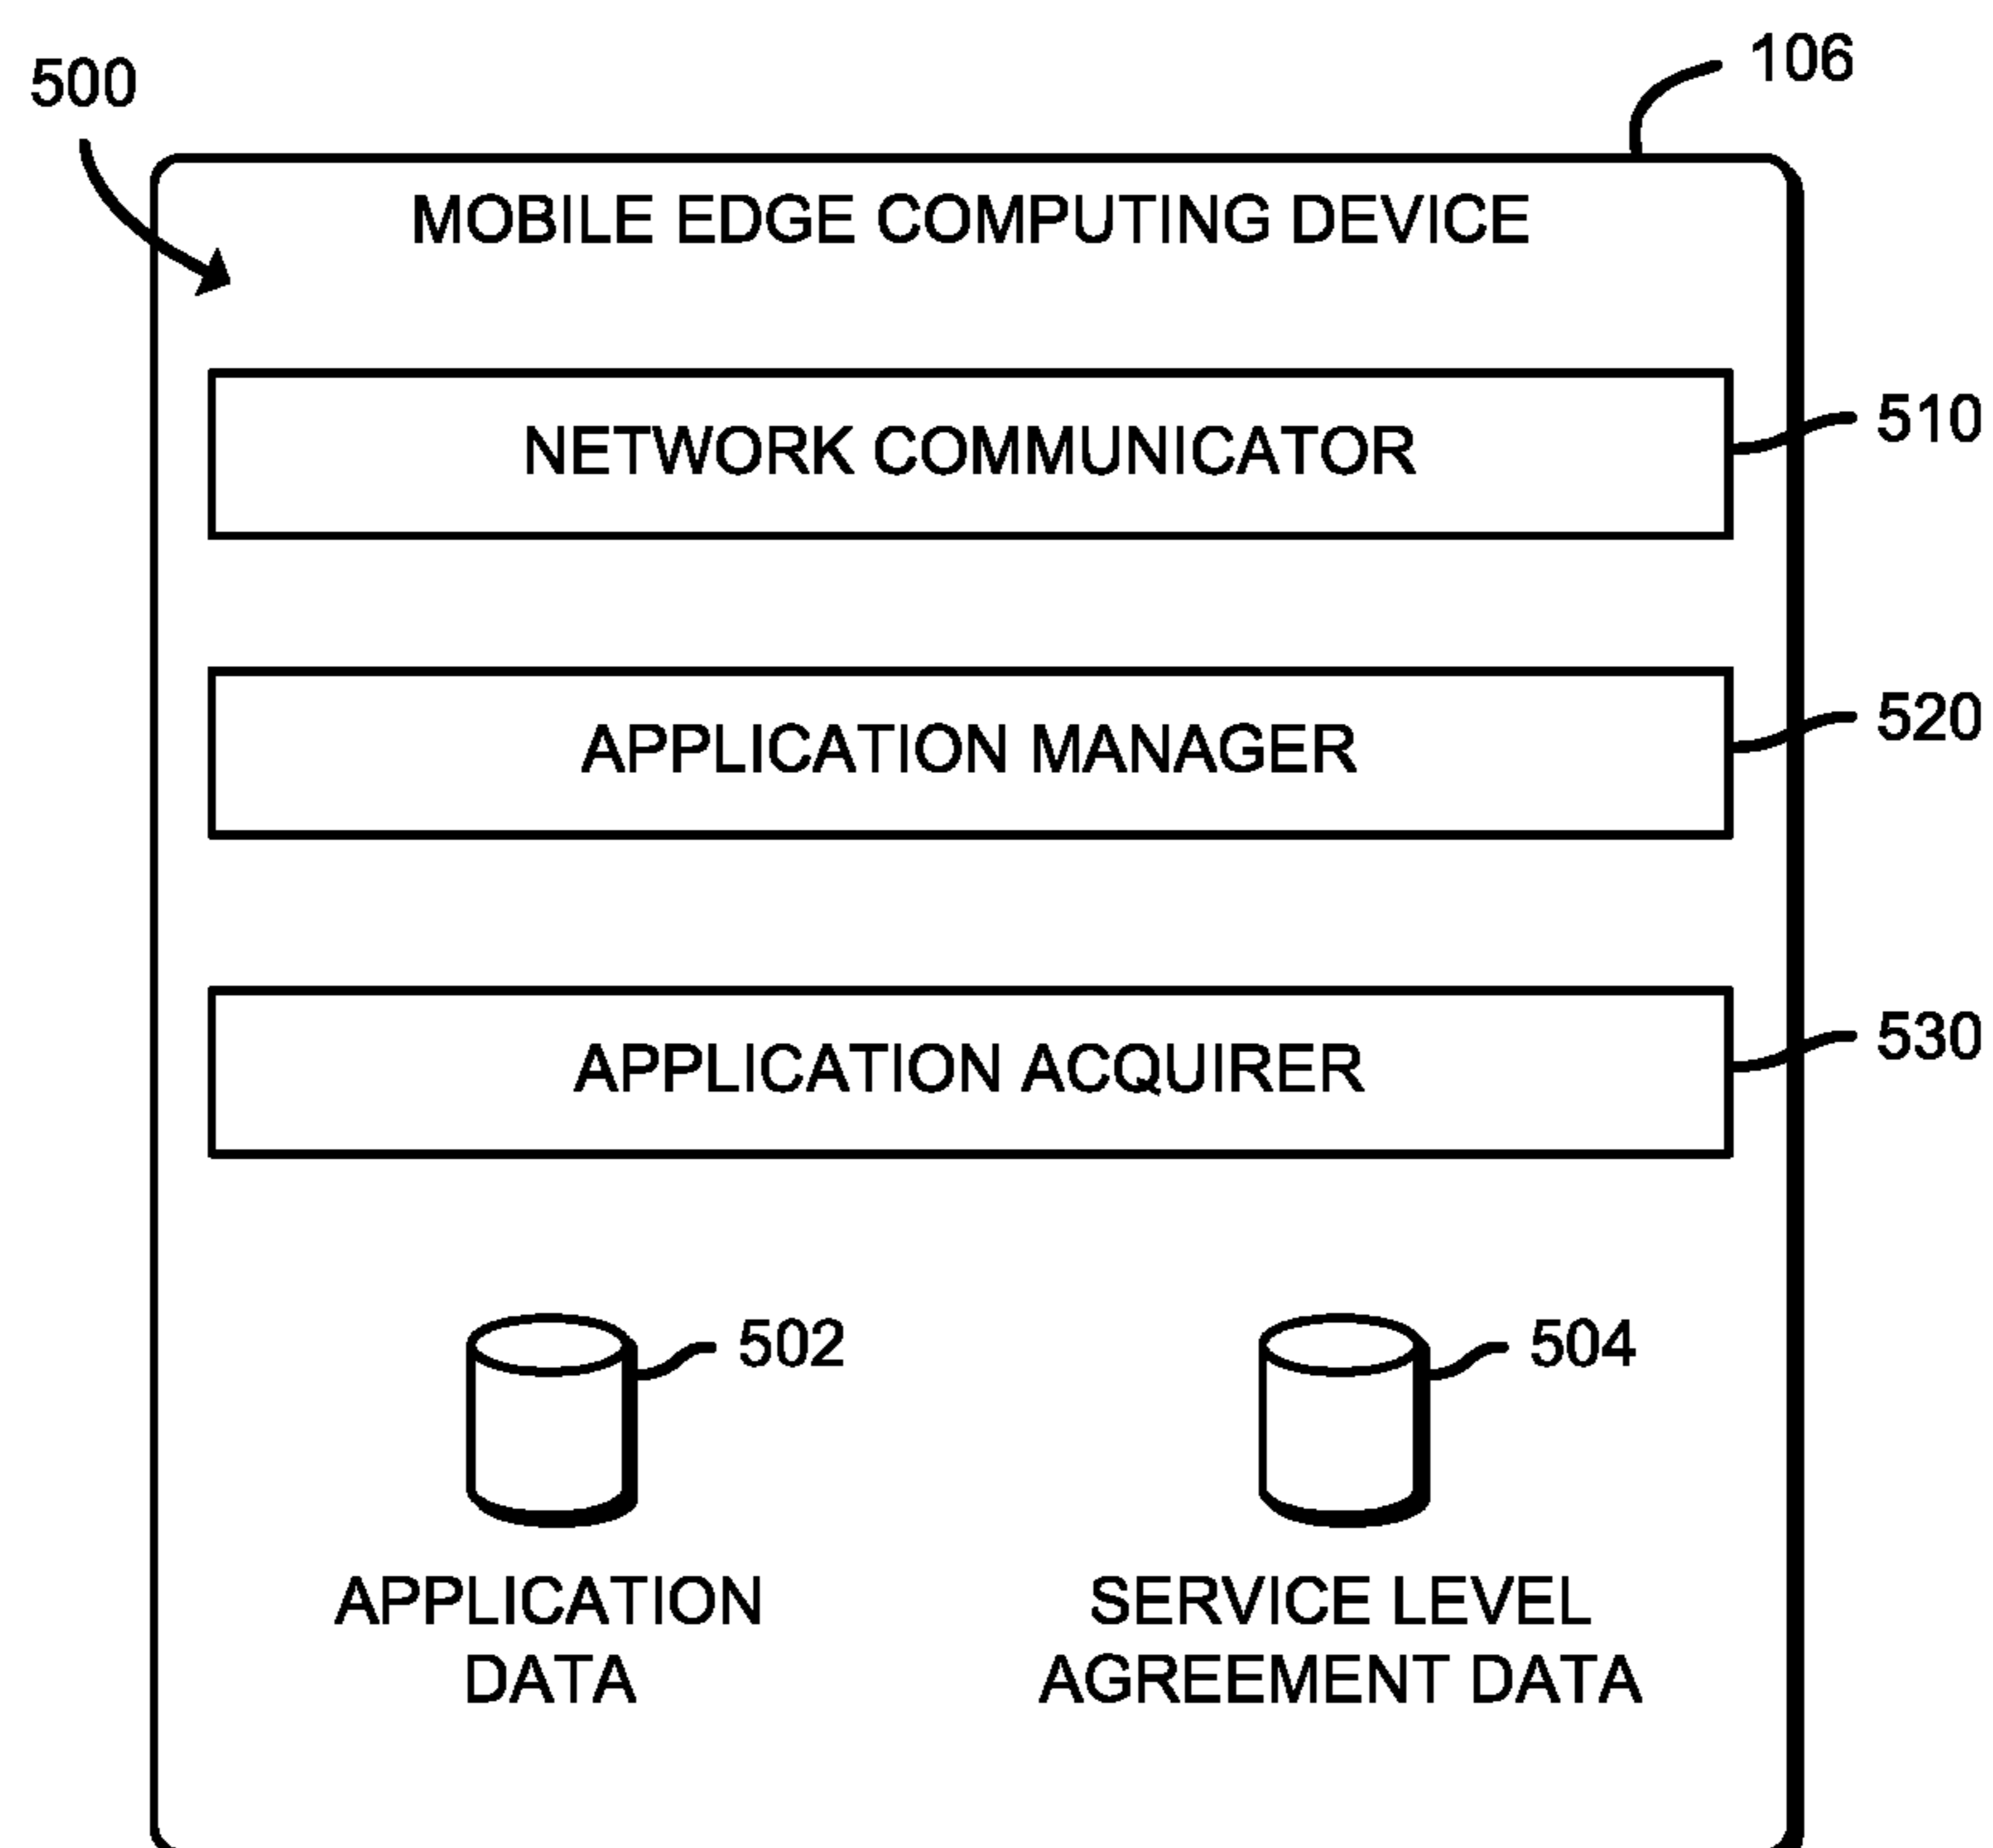 500
106
MOBILE EDGE COMPUTING DEVICE
NETWORK COMMUNICATOR
510
APPLICATION MANAGER
520
APPLICATION ACQUIRER
530
502
504
APPLICATION
DATA
SERVICE LEVEL
AGREEMENT DATA